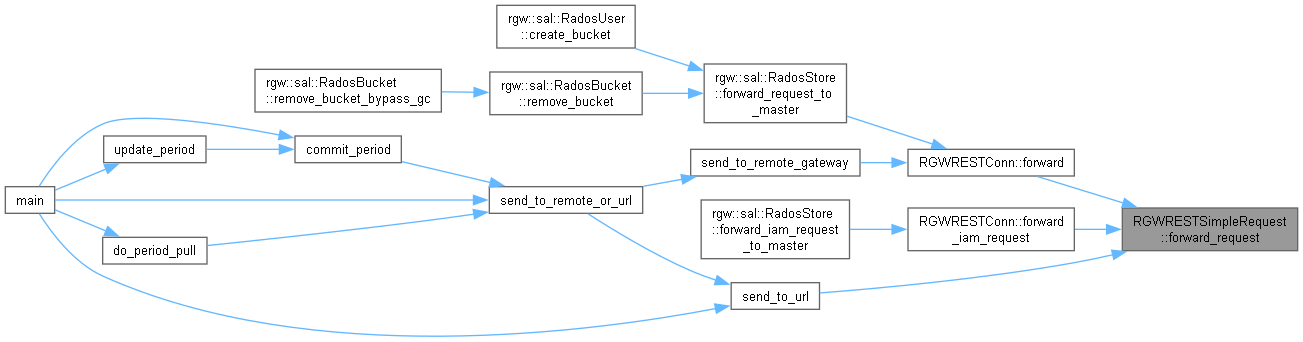 rgw::sal::RadosUser
::create_bucket
rgw::sal::RadosBucket
::remove_bucket_bypass_gc
rgw::sal::RadosBucket
::remove_bucket
rgw::sal::RadosStore
::forward_request_to
_master
update_period
commit_period
send_to_remote_gateway
RGWRESTConn::forward
main
send_to_remote_or_url
rgw::sal::RadosStore
::forward_iam_request
_to_master
RGWRESTConn::forward
_iam_request
RGWRESTSimpleRequest
::forward_request
do_period_pull
send_to_url